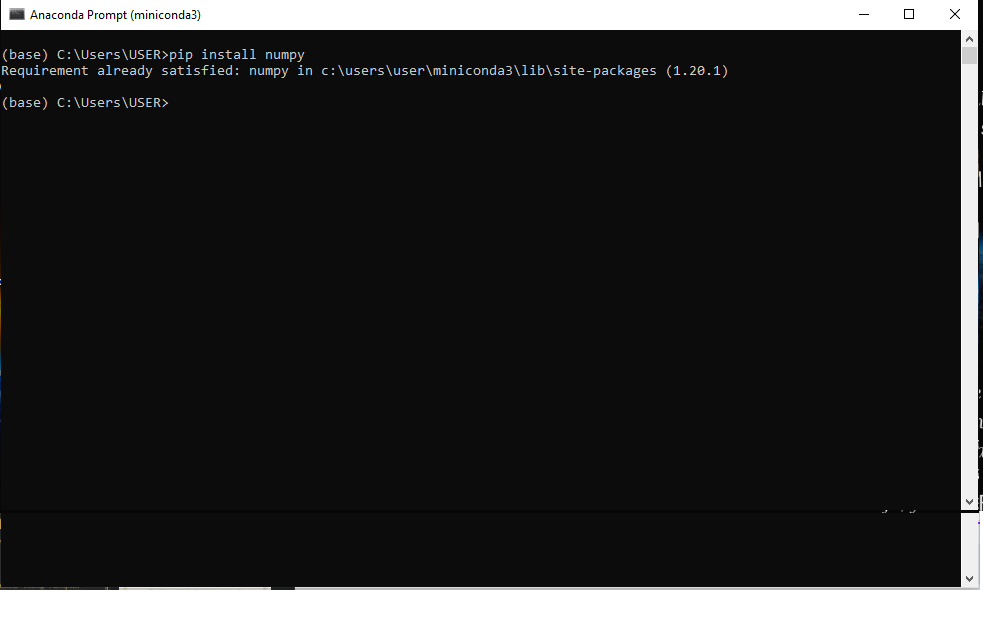 Anaconda Prompt (miniconda3)
(base) C:\Users\USER>pip install numpy
Requirement already satisfied: numpy in c:\users\user\miniconda3\lib\site-packages (1.20.1)
(base) C:\Users\USER>